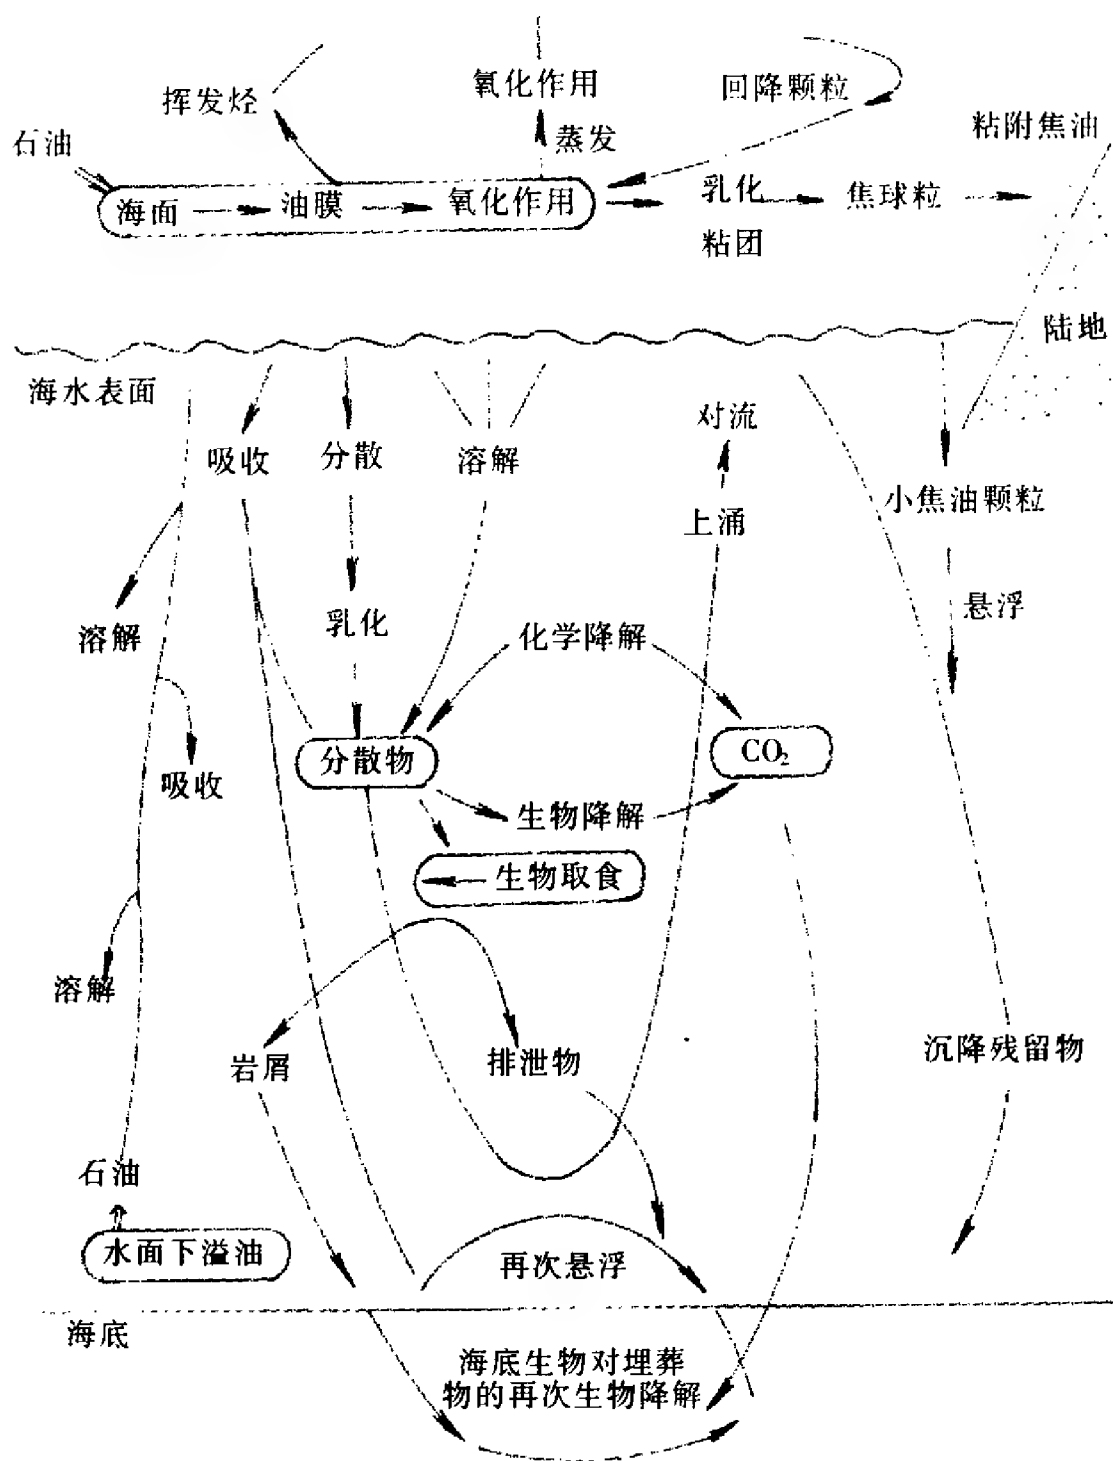 氧化作用
挥发烃
回降颗粒
粘附焦油
石油
蒸发
海面
油膜
氧化作用
乳化
粘团
焦球粒
陆地
海水表面
吸收
分散
溶解
对流
小焦油颗粒
上涌
悬浮
溶解
乳化
化学降解
分散物
CO₂
吸收
生物降解
生物取食
溶解
岩屑
排泄物
沉降残留物
石油
水面下溢油
再次悬浮
海底
海底生物对埋葬
物的再次生物降解